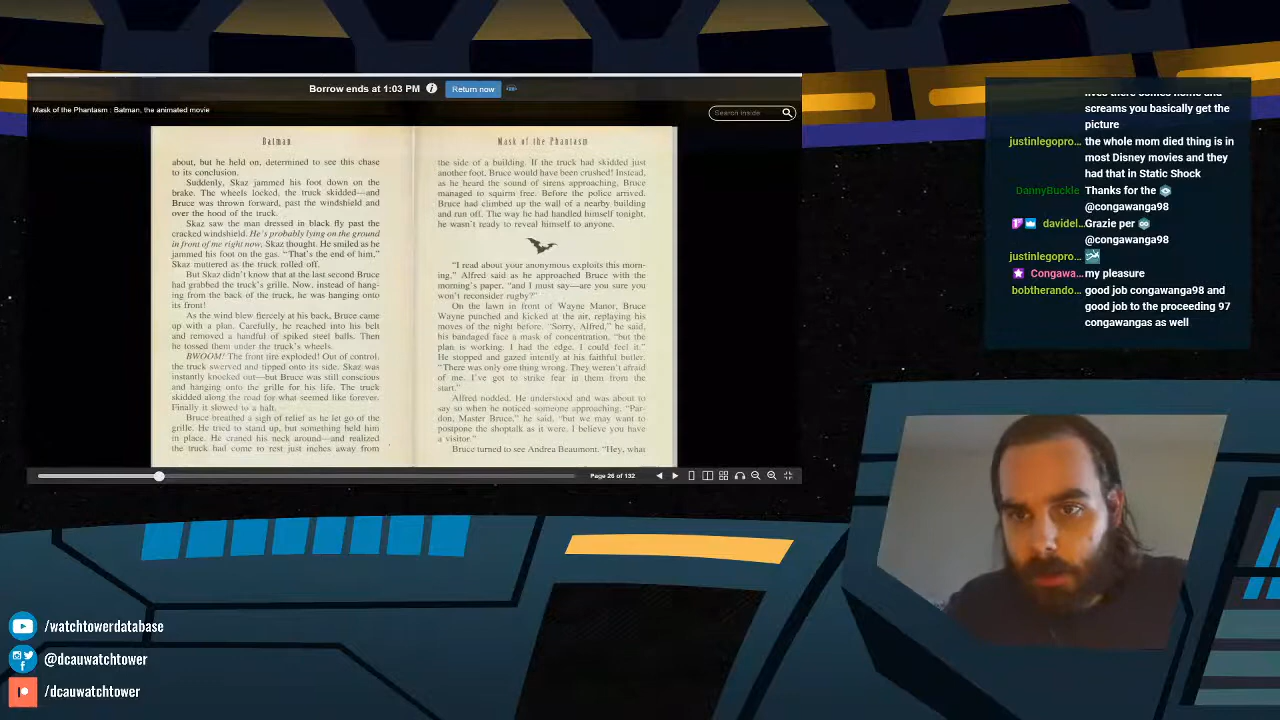 Borrow ends at 1:03 PM
Return now
Mask of the Phantasm : Batman, the animated movie
Search inside
Batman
about, but he held on, determined to see this chase
to its conclusion.
Suddenly, Skaz jammed his foot down on the
brake. The wheels locked, the truck skidded—and
Bruce was thrown forward, past the windshield and
over the hood of the truck.
Skaz saw the man dressed in black fly past the
cracked windshield. He's probably lying on the ground
in front of me right now, Skaz thought. He smiled as he
jammed his foot on the gas. "That's the end of him,"
Skaz muttered as the truck rolled off.
But Skaz didn't know that at the last second Bruce
had grabbed the truck's grille. Now, instead of hang-
ing from the back of the truck, he was hanging onto
its front!
As the wind blew fiercely at his back, Bruce came
up with a plan. Carefully, he reached into his belt
and removed a handful of spiked steel balls. Then
he tossed them under the truck's wheels.
BWOOM! The front tire exploded! Out of control,
the truck swerved and tipped onto its side. Skaz was
instantly knocked out—but Bruce was still conscious
and hanging onto the grille for his life. The truck
skidded along the road for what seemed like forever.
Finally it slowed to a halt.
Bruce breathed a sigh of relief as he let go of the
grille. He tried to stand up, but something held him
in place. He craned his neck around—and realized
the truck had come to rest just inches away from
Mask of the Phantasm
the side of a building. If the truck had skidded just
another foot, Bruce would have been crushed! Instead,
as he heard the sound of sirens approaching, Bruce
managed to squirm free. Before the police arrived,
Bruce had climbed up the wall of a nearby building
and run off. The way he had handled himself tonight,
he wasn't ready to reveal himself to anyone.
"I read about your anonymous exploits this morn-
ing," Alfred said as he approached Bruce with the
morning's paper, "and I must say—are you sure you
won't reconsider rugby?"
On the lawn in front of Wayne Manor, Bruce
Wayne punched and kicked at the air, replaying his
moves of the night before. "Sorry, Alfred," he said,
his bandaged face a mask of concentration, "but the
plan is working. I had the edge. I could feel it."
He stopped and gazed intently at his faithful butler.
"There was only one thing wrong. They weren't afraid
of me. I've got to strike fear in them from the
start."
Alfred nodded. He understood and was about to
say so when he noticed someone approaching. "Par-
don, Master Bruce," he said, "but we may want to
postpone the shoptalk as it were. I believe you have
a visitor."
Bruce turned to see Andrea Beaumont. "Hey, what
Page 26 of 132
lives there comes home and
screams you basically get the
picture
justinlegopro... the whole mom died thing is in
most Disney movies and they
had that in Static Shock
DannyBuckle Thanks for the
@congawanga98
davidel... Grazie per
@congawanga98
justinlegopro...
Congawa... my pleasure
bobtherando... good job congawanga98 and
good job to the proceeding 97
congawangas as well
/watchtowerdatabase
@dcauwatchtower
/dcauwatchtower